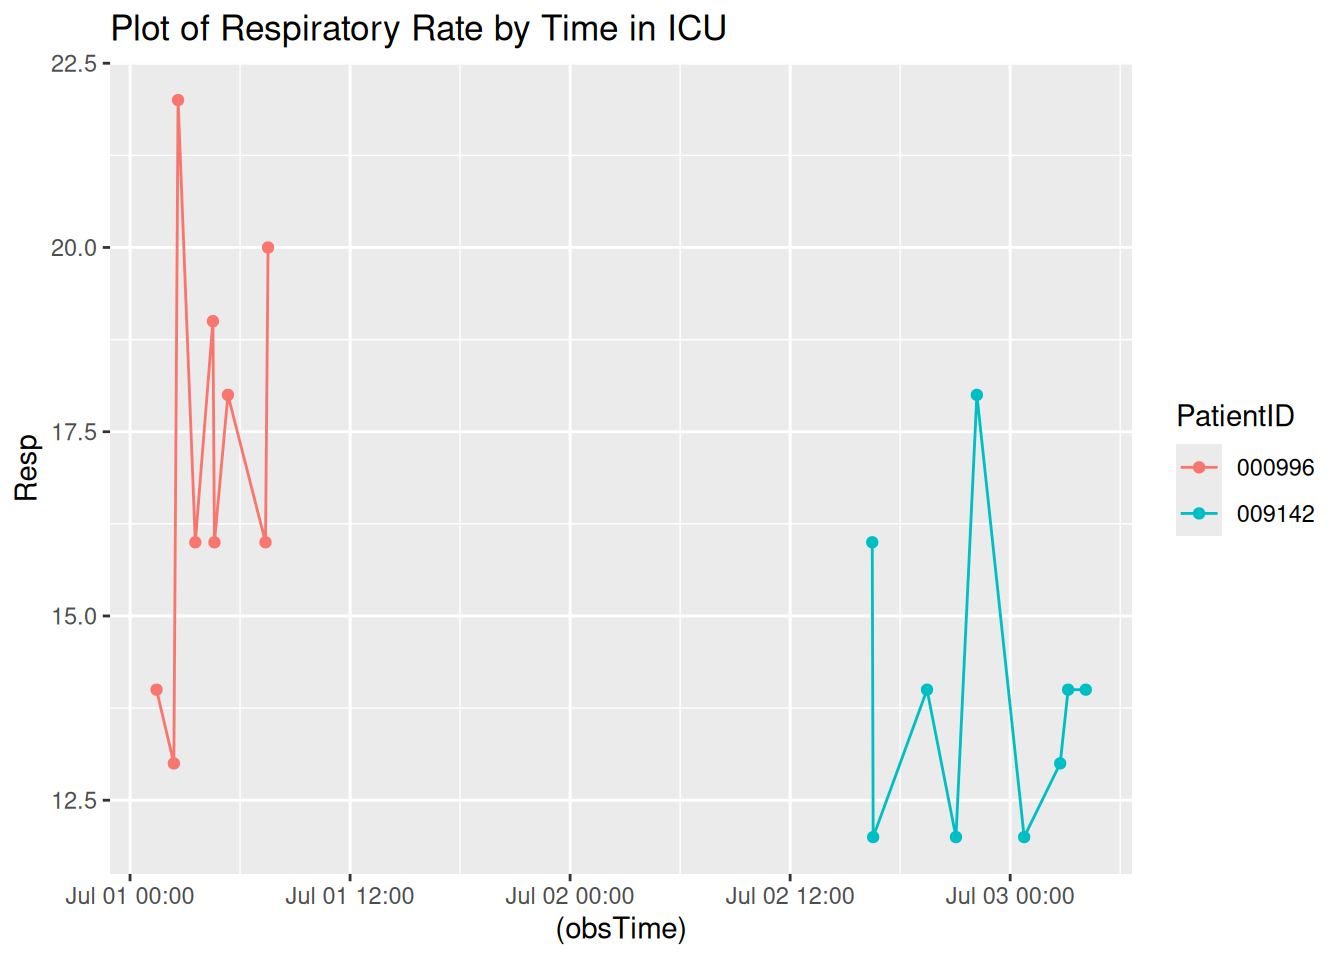 Plot of Respiratory Rate by Time in ICU
22.5
20.0
17.5
15.0
12.5
Resp
Jul 01 00:00
Jul 01 12:00
Jul 02 00:00
Jul 02 12:00
Jul 03 00:00
(obsTime)
PatientID
000996
009142